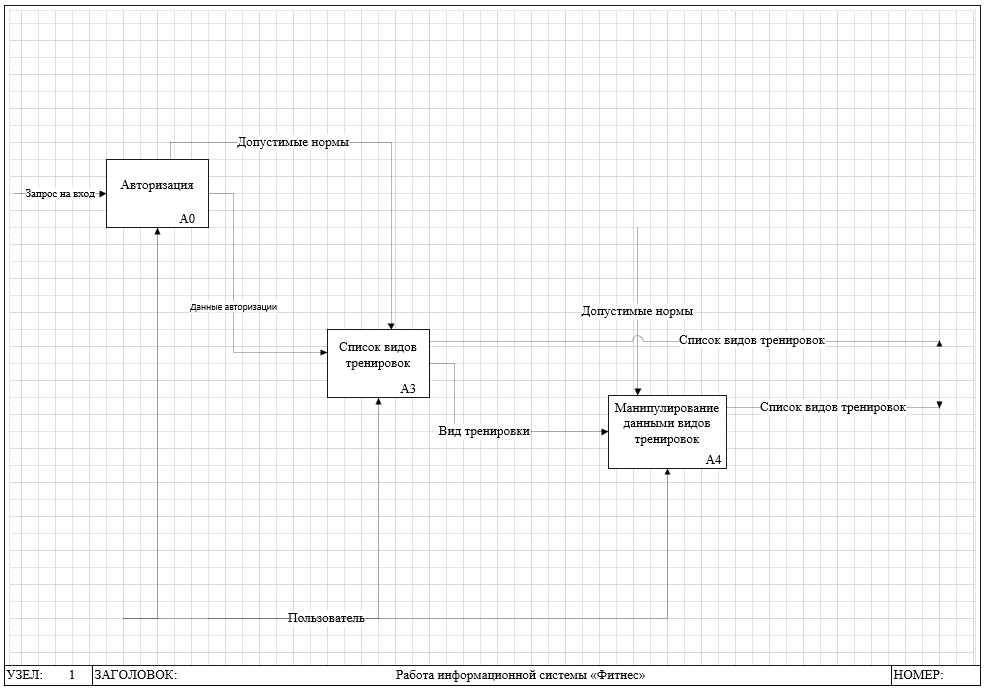 Допустимые нормы
Запрос на вход
Авторизация
A0
Данные авторизации
Допустимые нормы
Список видов
тренировок
A3
Список видов тренировок
Вид тренировки
Манипулирование
данными видов
тренировок
A4
Список видов тренировок
Пользователь
УЗЕЛ: 1 ЗАГОЛОВОК: Работа информационной системы «Фитнес» НОМЕР: